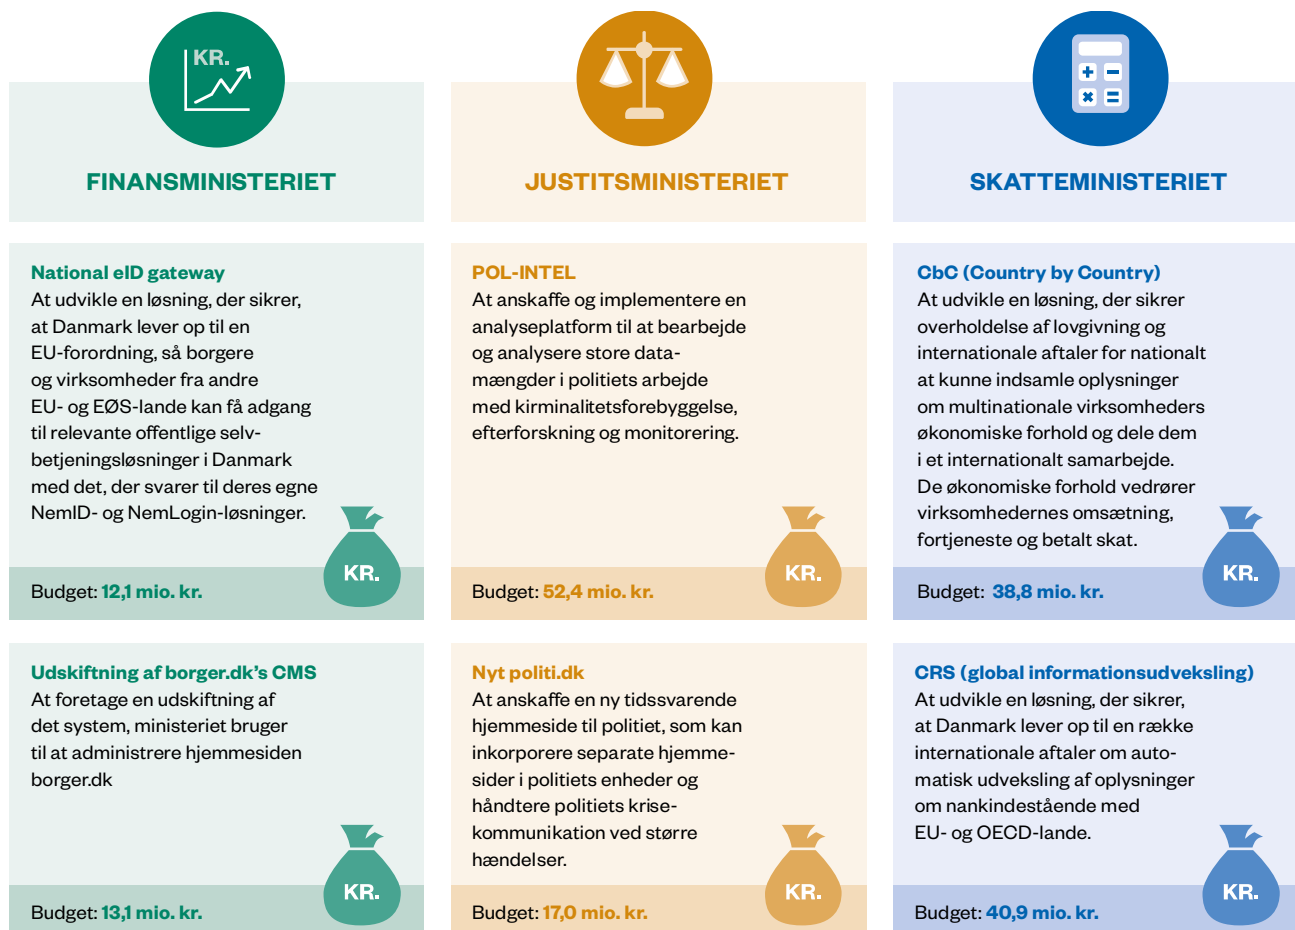 KR.
FINANSMINISTERIET
National eID gateway
At udvikle en løsning, der sikrer,
at Danmark lever op til en
EU-forordning, så borgere
og virksomheder fra andre
EU- og EØS-lande kan få adgang
til relevante offentlige selv-
betjeningsløsninger i Danmark
med det, der svarer til deres egne
NemID- og NemLogin-løsninger.
KR.
Budget: 12,1 mio. kr.
Udskiftning af borger.dk’s CMS
At foretage en udskiftning af
det system, ministeriet bruger
til at administrere hjemmesiden
borger.dk
KR.
Budget: 13,1 mio. kr.
JUSTITSMINISTERIET
POL-INTEL
At anskaffe og implementere en
analyseplatform til at bearbejde
og analysere store data-
mængder i politiets arbejde
med kirminalitetsforebyggelse,
efterforskning og monitorering.
KR.
Budget: 52,4 mio. kr.
Nyt politi.dk
At anskaffe en ny tidssvarende
hjemmeside til politiet, som kan
inkorporere separate hjemme-
sider i politiets enheder og
håndtere politiets krise-
kommunikation ved større
hændelser.
KR.
Budget: 17,0 mio. kr.
SKATTEMINISTERIET
CbC (Country by Country)
At udvikle en løsning, der sikrer
overholdelse af lovgivning og
internationale aftaler for nationalt
at kunne indsamle oplysninger
om multinationale virksomheders
økonomiske forhold og dele dem
i et internationalt samarbejde.
De økonomiske forhold vedrører
virksomhedernes omsætning,
fortjeneste og betalt skat.
KR.
Budget: 38,8 mio. kr.
CRS (global informationsudveksling)
At udvikle en løsning, der sikrer,
at Danmark lever op til en række
internationale aftaler om auto-
matisk udveksling af oplysninger
om nankindestående med
EU- og OECD-lande.
KR.
Budget: 40,9 mio. kr.